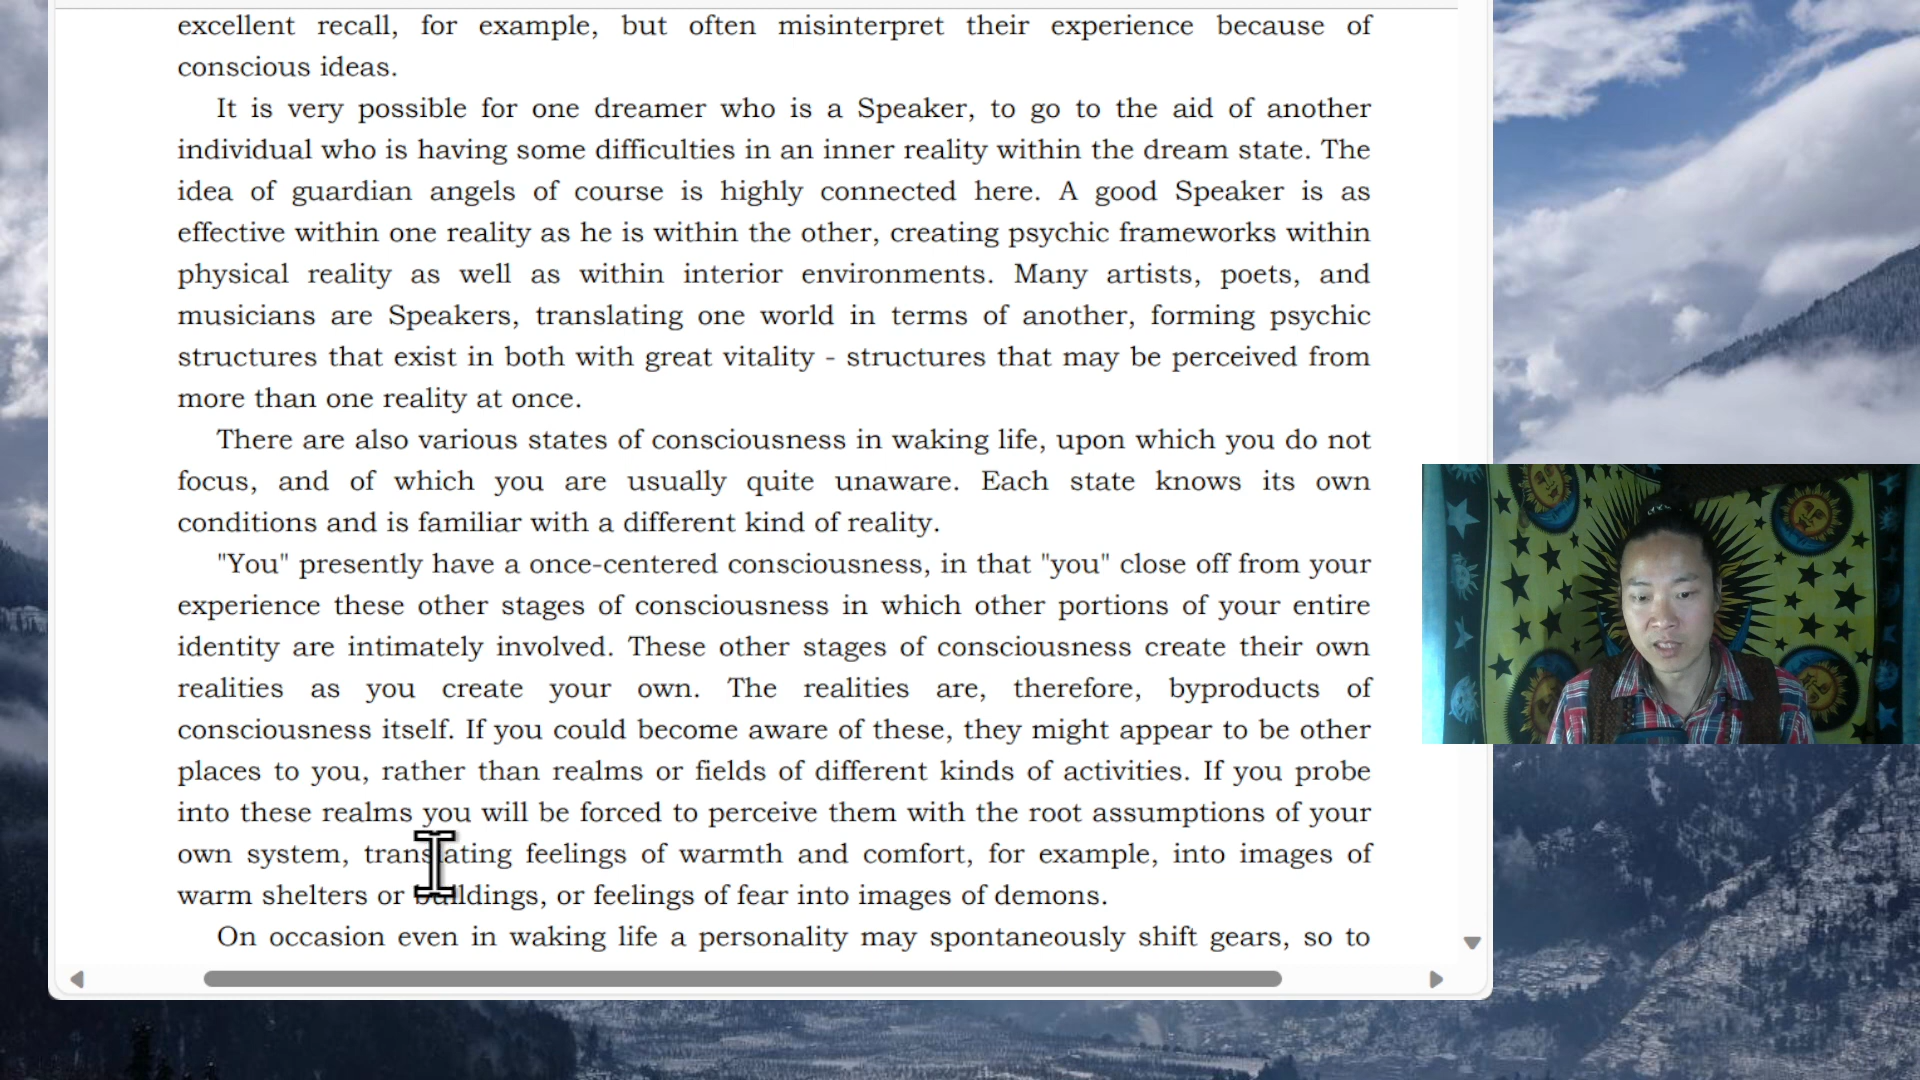 excellent recall, for example, but often misinterpret their experience because of
conscious ideas.
It is very possible for one dreamer who is a Speaker, to go to the aid of another
individual who is having some difficulties in an inner reality within the dream state. The
idea of guardian angels of course is highly connected here. A good Speaker is as
effective within one reality as he is within the other, creating psychic frameworks within
physical reality as well as within interior environments. Many artists, poets, and
musicians are Speakers, translating one world in terms of another, forming psychic
structures that exist in both with great vitality - structures that may be perceived from
more than one reality at once.
There are also various states of consciousness in waking life, upon which you do not
focus, and of which you are usually quite unaware. Each state knows its own
conditions and is familiar with a different kind of reality.
"You" presently have a once-centered consciousness, in that "you" close off from your
experience these other stages of consciousness in which other portions of your entire
identity are intimately involved. These other stages of consciousness create their own
realities as you create your own. The realities are, therefore, byproducts of
consciousness itself. If you could become aware of these, they might appear to be other
places to you, rather than realms or fields of different kinds of activities. If you probe
into these realms you will be forced to perceive them with the root assumptions of your
own system, translating feelings of warmth and comfort, for example, into images of
warm shelters or buildings, or feelings of fear into images of demons.
On occasion even in waking life a personality may spontaneously shift gears, so to